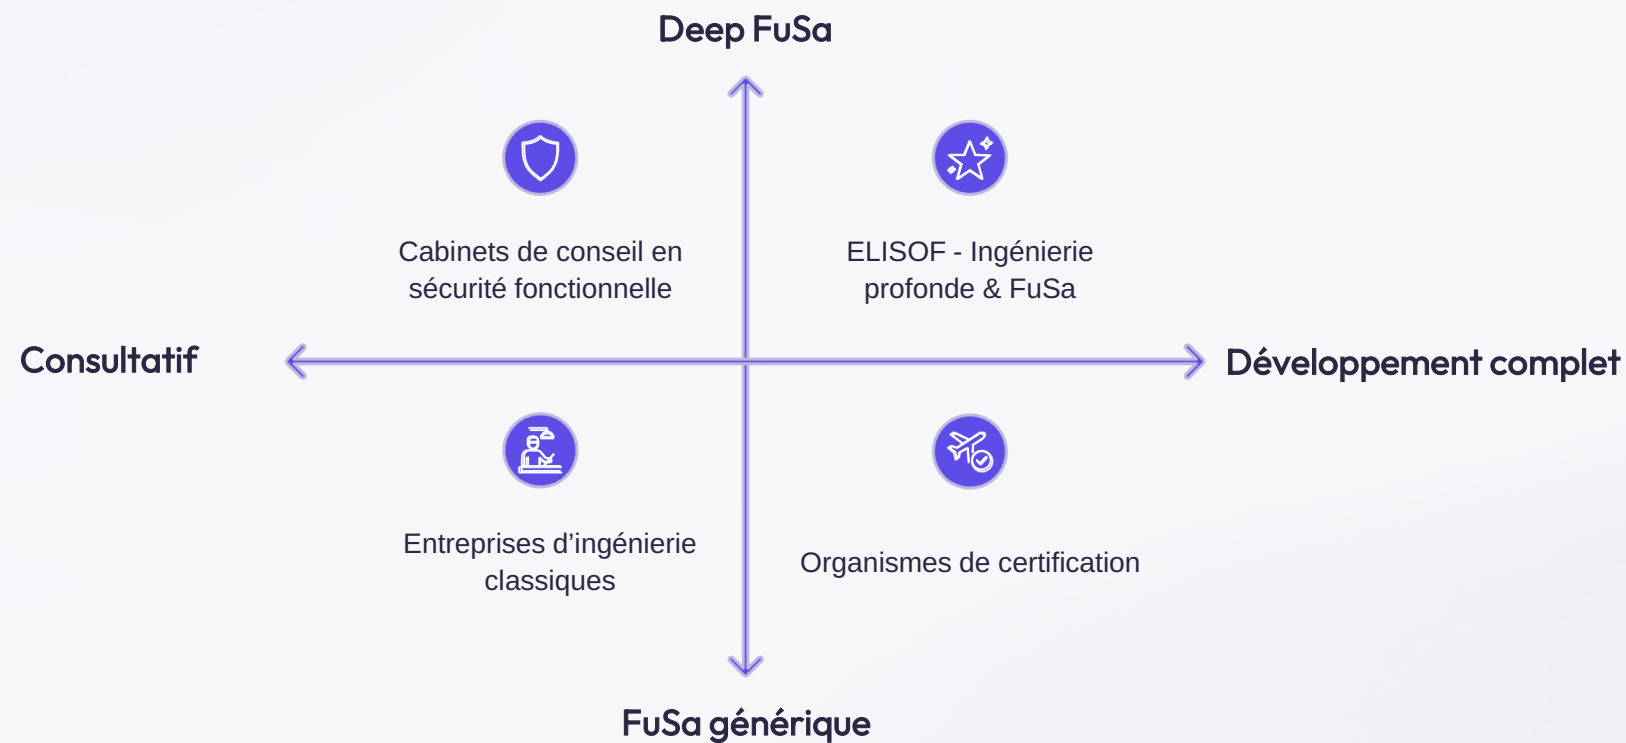 Deep FuSa
Cabinets de conseil en
sécurité fonctionnelle
ELISOF - Ingénierie
profonde & FuSa
Consultatif
Développement complet
Entreprises d’ingénierie
classiques
Organismes de certification
FuSa générique